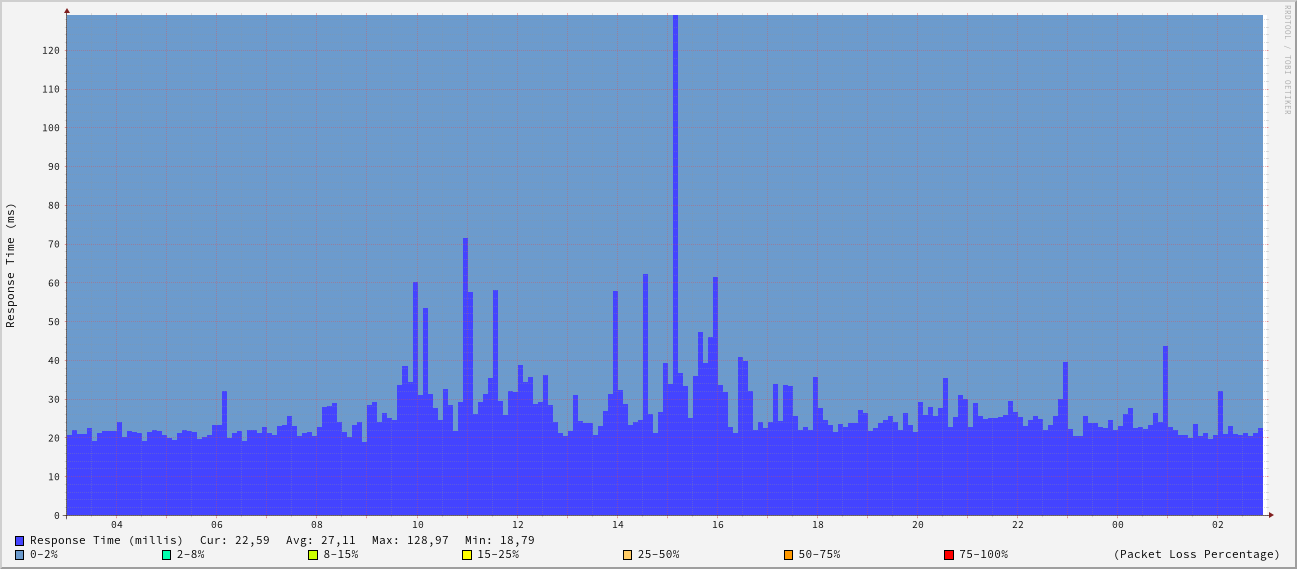 RRDTOOL / TOBI OETIKER
Response Time (ms)
120
110
100
90
80
70
60
50
40
30
20
10
0
04 06 08 10 12 14 16 18 20 22 00 02
Response Time (millis) Cur: 22,59 Avg: 27,11 Max: 128,97 Min: 18,79
0-2% 2-8% 8-15% 15-25% 25-50% 50-75% 75-100% (Packet Loss Percentage)